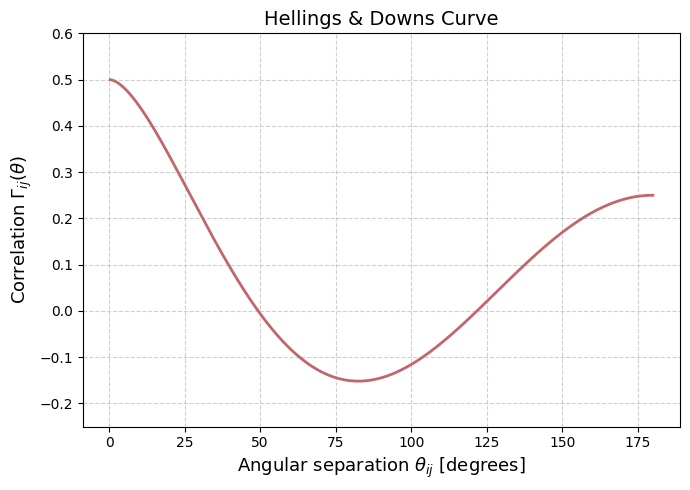 Hellings & Downs Curve
Correlation Γij(θ)
0.6
0.5
0.4
0.3
0.2
0.1
0.0
−0.1
−0.2
0 25 50 75 100 125 150 175
Angular separation θij [degrees]